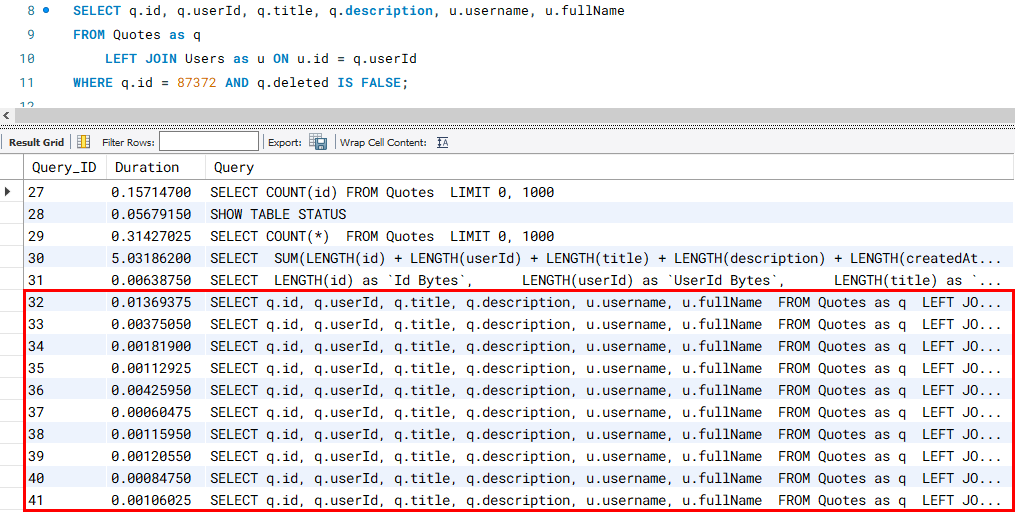 8 SELECT q.id, q.userId, q.title, q.description, u.username, u.fullName
9 FROM Quotes as q
10 LEFT JOIN Users as u ON u.id = q.userId
11 WHERE q.id = 87372 AND q.deleted IS FALSE;
12
Result Grid Filter Rows: Export: Wrap Cell Content:
Query_ID Duration Query
27 0.15714700 SELECT COUNT(id) FROM Quotes LIMIT 0, 1000
28 0.05679150 SHOW TABLE STATUS
29 0.31427025 SELECT COUNT(*) FROM Quotes LIMIT 0, 1000
30 5.03186200 SELECT SUM(LENGTH(id) + LENGTH(userId) + LENGTH(title) + LENGTH(description) + LENGTH(createdAt...
31 0.00638750 SELECT LENGTH(id) as `Id Bytes`, LENGTH(userId) as `UserId Bytes`, LENGTH(title) as ` ...
32 0.01369375 SELECT q.id, q.userId, q.title, q.description, u.username, u.fullName FROM Quotes as q LEFT JO...
33 0.00375050 SELECT q.id, q.userId, q.title, q.description, u.username, u.fullName FROM Quotes as q LEFT JO...
34 0.00181900 SELECT q.id, q.userId, q.title, q.description, u.username, u.fullName FROM Quotes as q LEFT JO...
35 0.00112925 SELECT q.id, q.userId, q.title, q.description, u.username, u.fullName FROM Quotes as q LEFT JO...
36 0.00425950 SELECT q.id, q.userId, q.title, q.description, u.username, u.fullName FROM Quotes as q LEFT JO...
37 0.00060475 SELECT q.id, q.userId, q.title, q.description, u.username, u.fullName FROM Quotes as q LEFT JO...
38 0.00115950 SELECT q.id, q.userId, q.title, q.description, u.username, u.fullName FROM Quotes as q LEFT JO...
39 0.00120550 SELECT q.id, q.userId, q.title, q.description, u.username, u.fullName FROM Quotes as q LEFT JO...
40 0.00084750 SELECT q.id, q.userId, q.title, q.description, u.username, u.fullName FROM Quotes as q LEFT JO...
41 0.00106025 SELECT q.id, q.userId, q.title, q.description, u.username, u.fullName FROM Quotes as q LEFT JO...